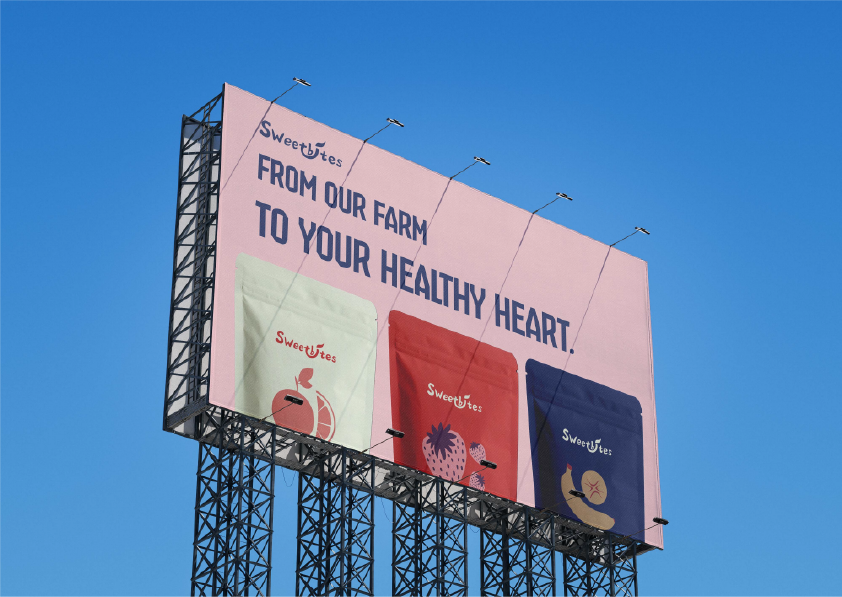 Sweetbites
FROM OUR FARM
TO YOUR HEALTHY HEART.
Sweetbites
Sweetbites
Sweetbites